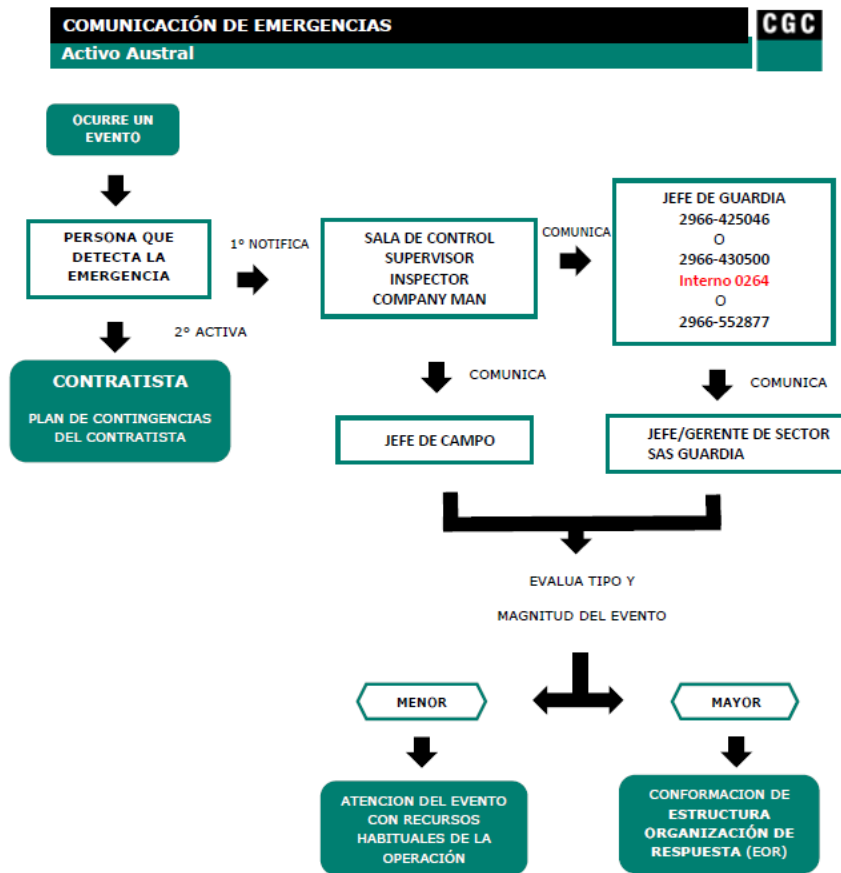 COMUNICACIÓN DE EMERGENCIAS
CGC
Activo Austral
OCURRE UN
EVENTO
PERSONA QUE
DETECTA LA
EMERGENCIA
1º NOTIFICA
SALA DE CONTROL
SUPERVISOR
INSPECTOR
COMPANY MAN
COMUNICA
JEFE DE GUARDIA
2966-425046
O
2966-430500
Interno 0264
O
2966-552877
2º ACTIVA
CONTRATISTA
PLAN DE CONTINGENCIAS
DEL CONTRATISTA
COMUNICA
COMUNICA
JEFE DE CAMPO
JEFE/GERENTE DE SECTOR
SAS GUARDIA
EVALUA TIPO Y
MAGNITUD DEL EVENTO
MENOR
MAYOR
ATENCION DEL EVENTO
CON RECURSOS
HABITUALES DE LA
OPERACIÓN
CONFORMACION DE
ESTRUCTURA
ORGANIZACIÓN DE
RESPUESTA (EOR)